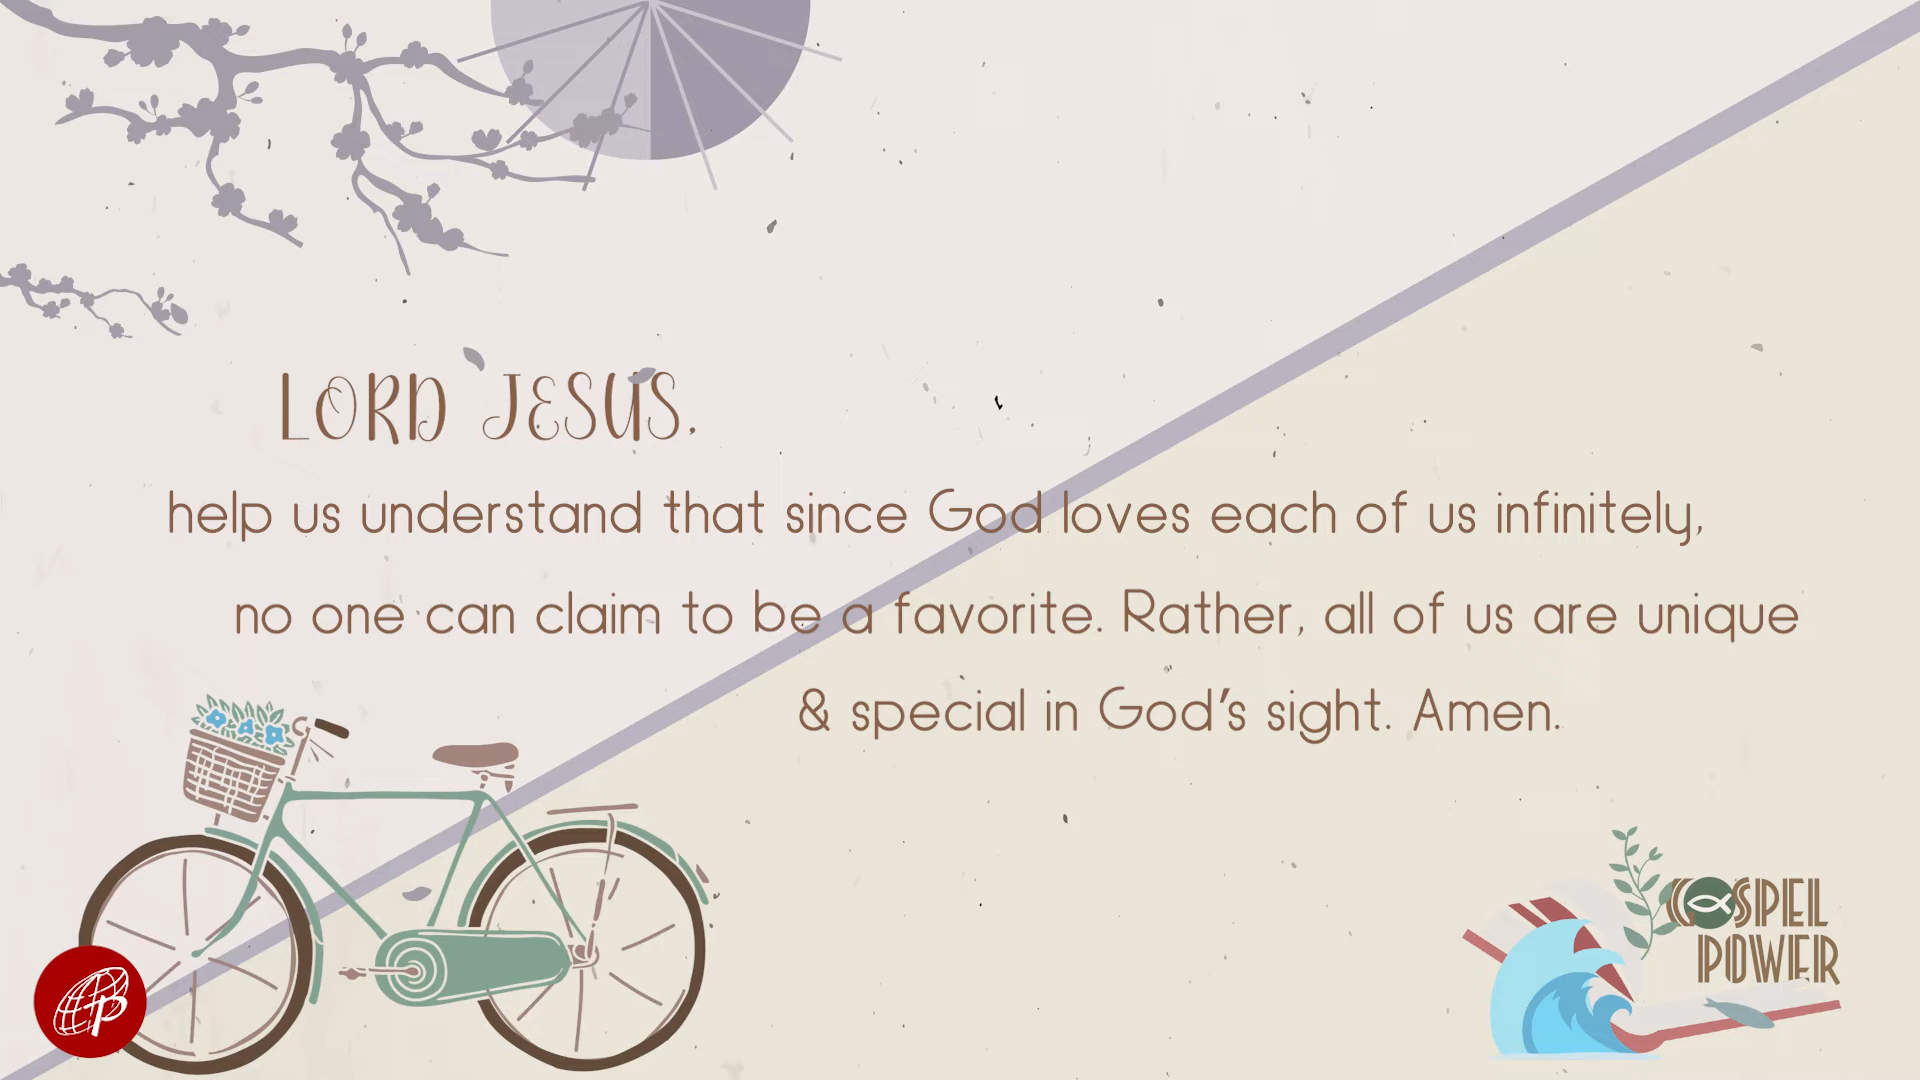 LORD JESUS,
help us understand that since God loves each of us infinitely,
no one can claim to be a favorite. Rather, all of us are unique
& special in God's sight. Amen.
GOSPEL
POWER